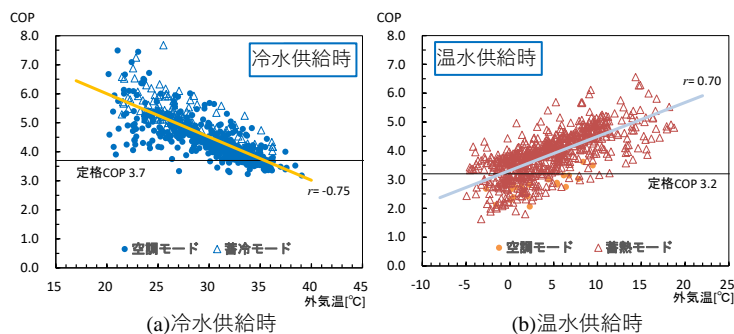 COP
8.0
7.0
6.0
5.0
4.0
3.0
2.0
1.0
0.0
冷水供給時
定格COP 3.7
r= -0.75
空調モード
蓄冷モード
15
20
25
30
35
40
45
外気温[℃]
(a)冷水供給時
COP
8.0
7.0
6.0
5.0
4.0
3.0
2.0
1.0
0.0
温水供給時
r= 0.70
定格COP 3.2
空調モード
蓄熱モード
-10
-5
0
5
10
15
20
25
外気温[℃]
(b)温水供給時